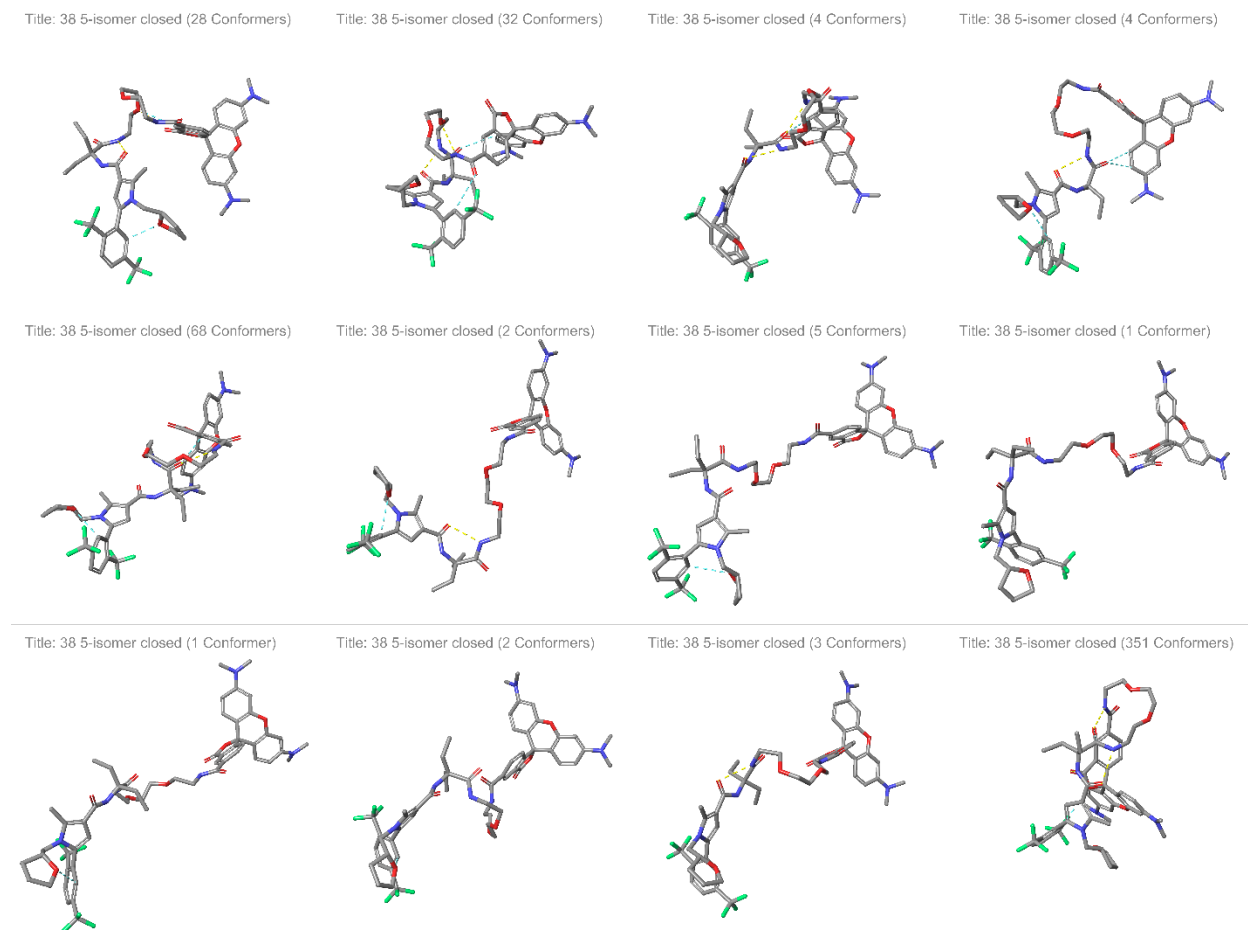 Title: 38 5-isomer closed (28 Conformers)
Title: 38 5-isomer closed (32 Conformers)
Title: 38 5-isomer closed (4 Conformers)
Title: 38 5-isomer closed (4 Conformers)
Title: 38 5-isomer closed (68 Conformers)
Title: 38 5-isomer closed (2 Conformers)
Title: 38 5-isomer closed (5 Conformers)
Title: 38 5-isomer closed (1 Conformer)
Title: 38 5-isomer closed (1 Conformer)
Title: 38 5-isomer closed (2 Conformers)
Title: 38 5-isomer closed (3 Conformers)
Title: 38 5-isomer closed (351 Conformers)